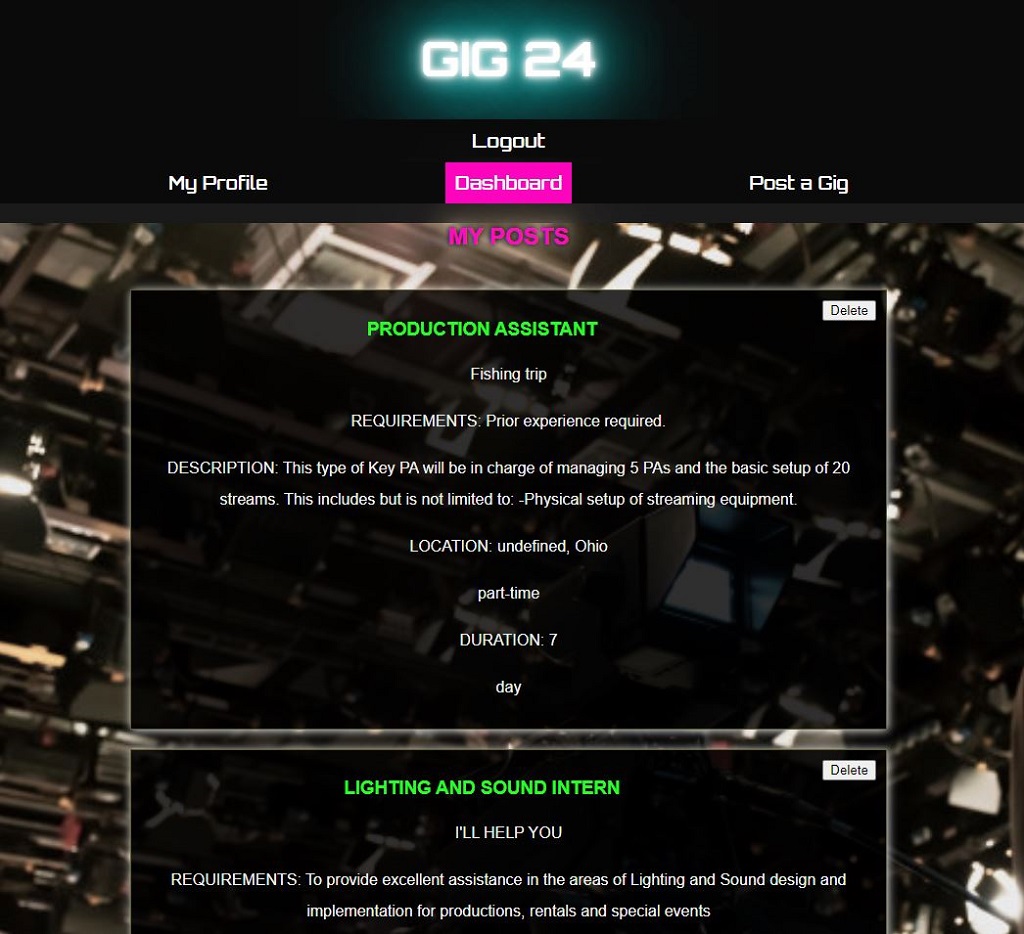 GIG 24
Logout
My Profile
Dashboard
Post a Gig
MY POSTS
Delete
PRODUCTION ASSISTANT
Fishing trip
REQUIREMENTS: Prior experience required.
DESCRIPTION: This type of Key PA will be in charge of managing 5 PAs and the basic setup of 20
streams. This includes but is not limited to: -Physical setup of streaming equipment.
LOCATION: undefined, Ohio
part-time
DURATION: 7
day
Delete
LIGHTING AND SOUND INTERN
I'LL HELP YOU
REQUIREMENTS: To provide excellent assistance in the areas of Lighting and Sound design and
implementation for productions, rentals and special events